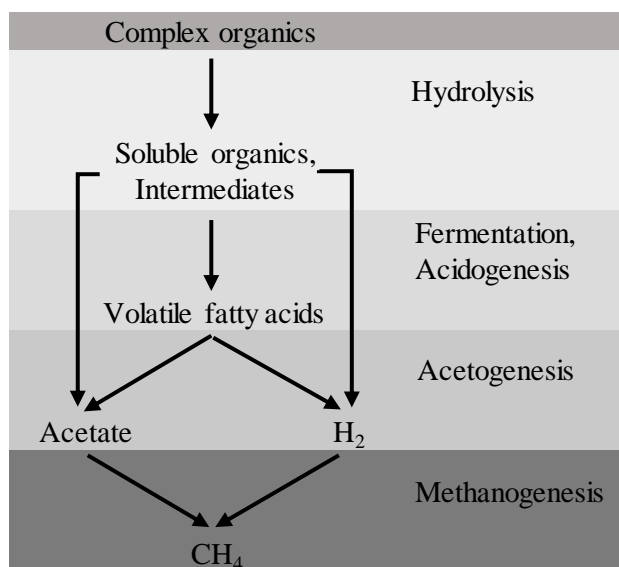 Complex organics
Hydrolysis
Soluble organics,
Intermediates
Fermentation,
Acidogenesis
Volatile fatty acids
Acetogenesis
Acetate
H₂
Methanogenesis
CH₄